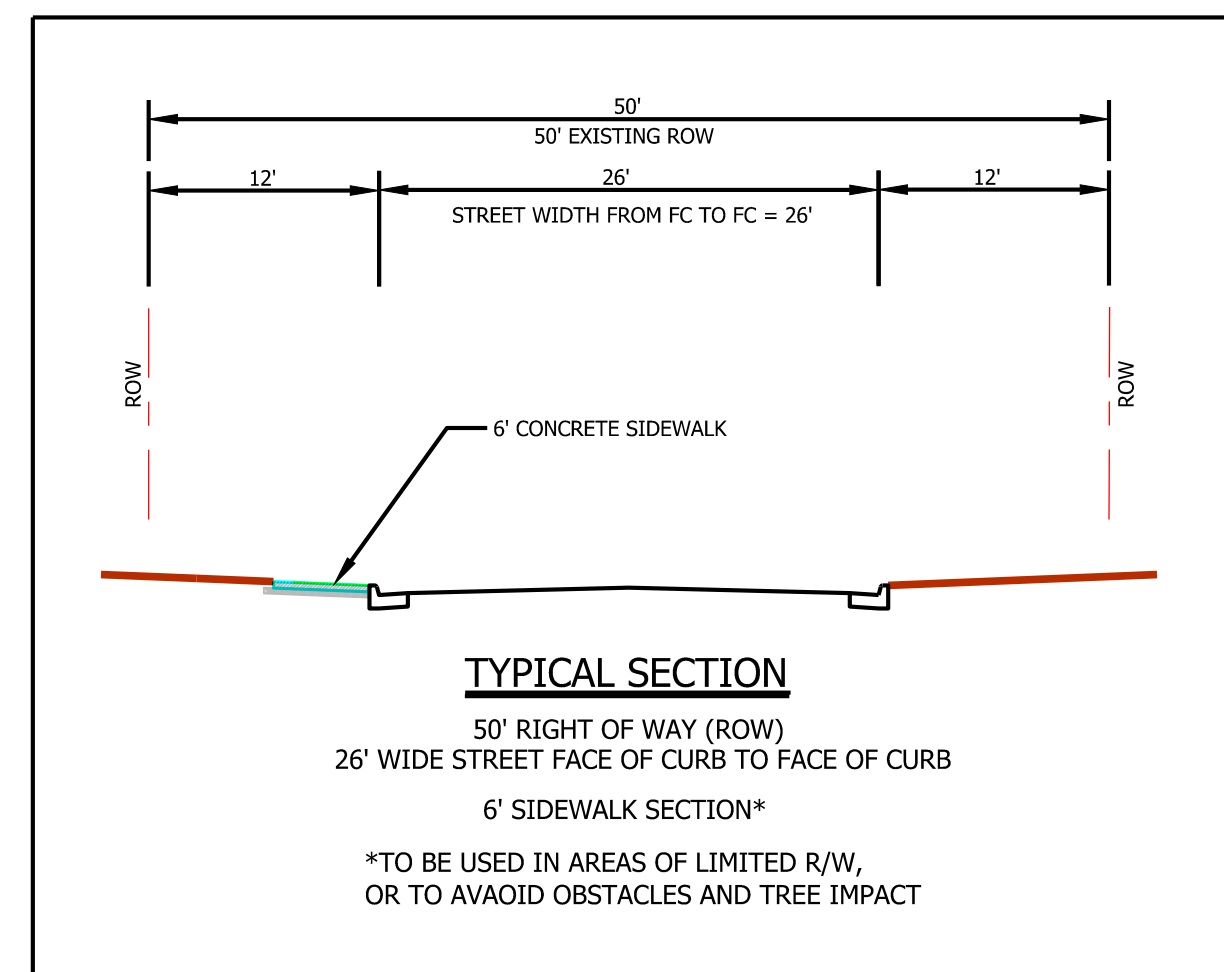 50'
50' EXISTING ROW
12'
26'
12'
STREET WIDTH FROM FC TO FC = 26'
ROW
ROW
6' CONCRETE SIDEWALK
TYPICAL SECTION
50' RIGHT OF WAY (ROW)
26' WIDE STREET FACE OF CURB TO FACE OF CURB
6' SIDEWALK SECTION*
*TO BE USED IN AREAS OF LIMITED R/W,
OR TO AVAOID OBSTACLES AND TREE IMPACT